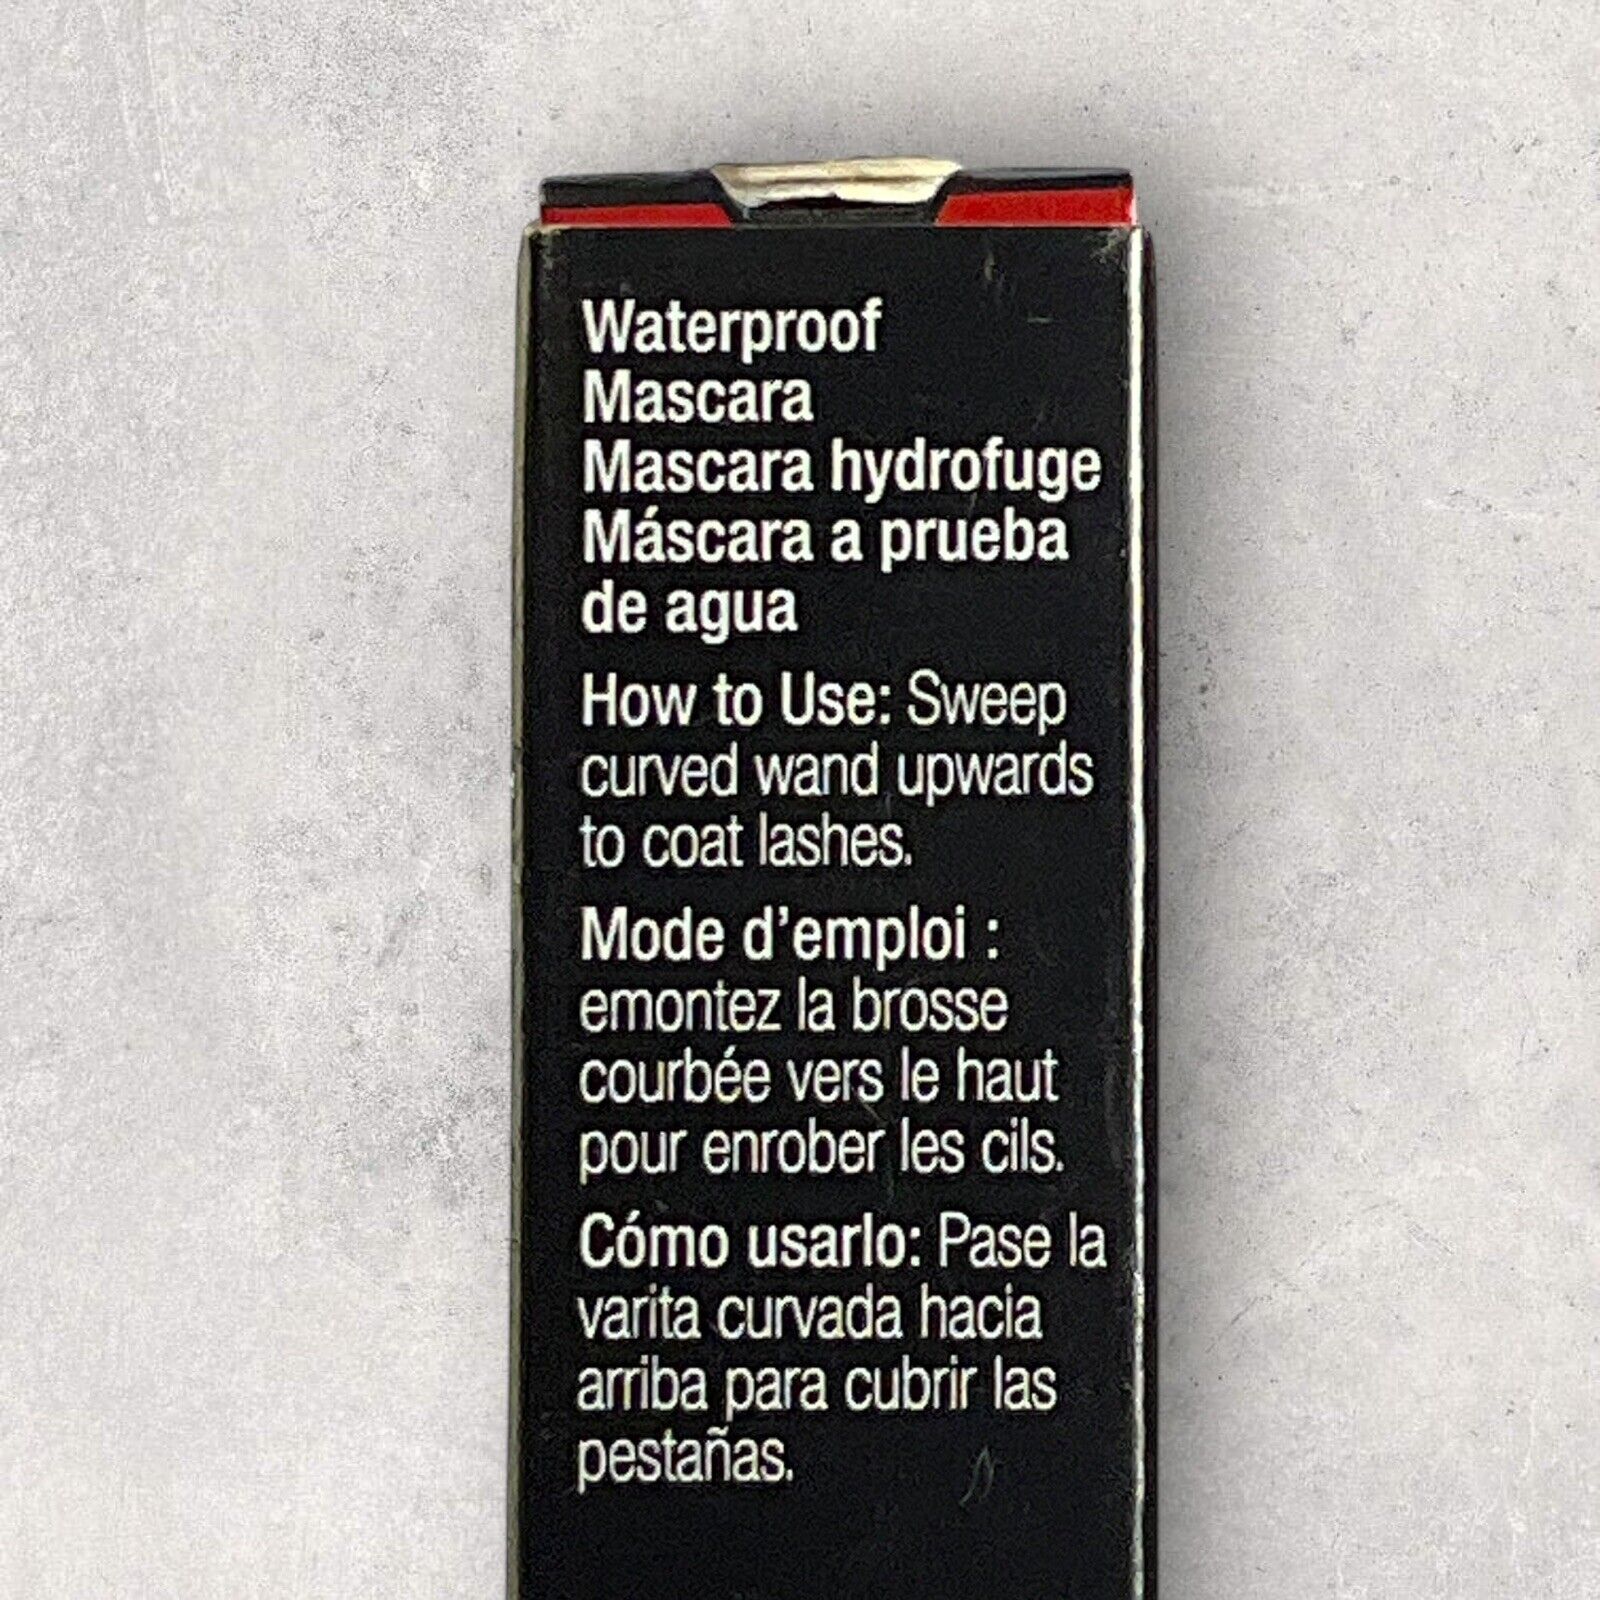 Waterproof
Mascara
Mascara hydrofuge
Máscara a prueba
de agua
How to Use: Sweep
curved wand upwards
to coat lashes.
Mode d'emploi :
emontez la brosse
courbée vers le haut
pour enrober les cils.
Cómo usarlo: Pase la
varita curvada hacia
arriba para cubrir las
pestañas.